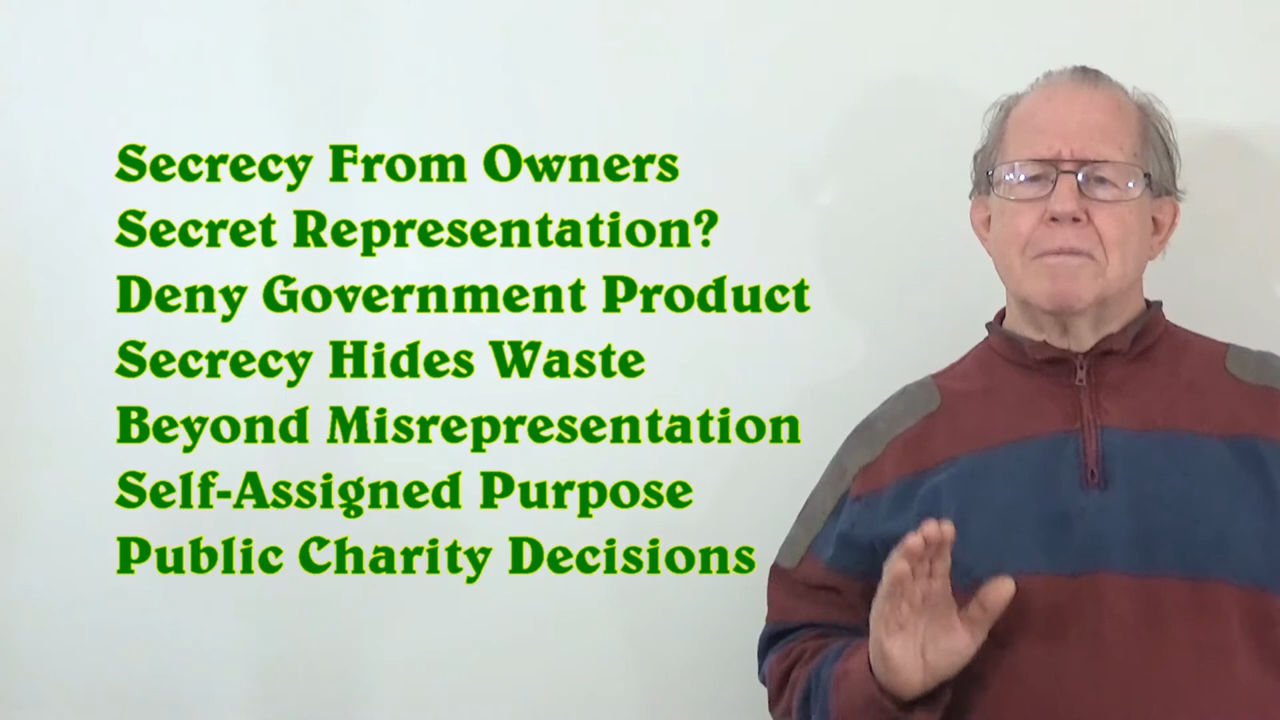 Secrecy From Owners
Secret Representation?
Deny Government Product
Secrecy Hides Waste
Beyond Misrepresentation
Self-Assigned Purpose
Public Charity Decisions